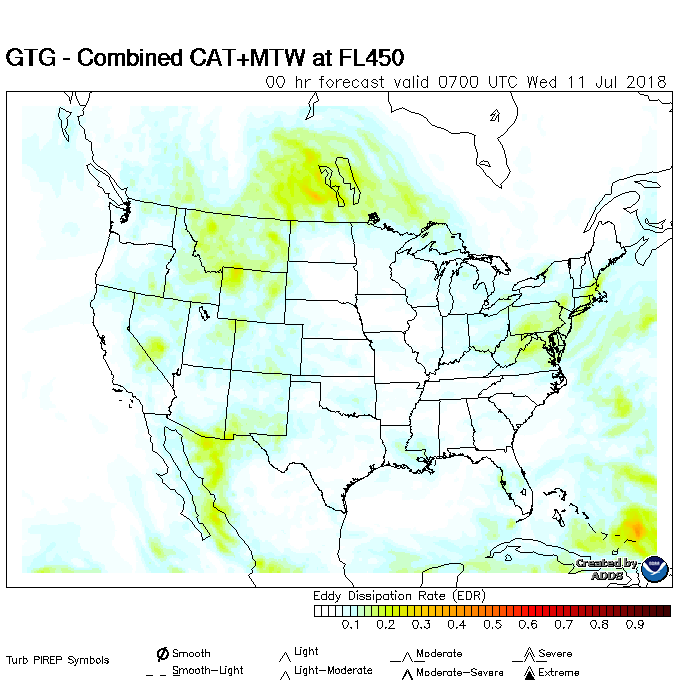 GTG - Combined CAT+MTW at FL450
00 hr forecast valid 0700 UTC Wed 11 Jul 2018
Created by
ADDS
Eddy Dissipation Rate (EDR)
0.1 0.2 0.3 0.4 0.5 0.6 0.7 0.8 0.9
Turb PIREP Symbols
Smooth Light Moderate Severe
Smooth-Light Light-Moderate Moderate-Severe Extreme